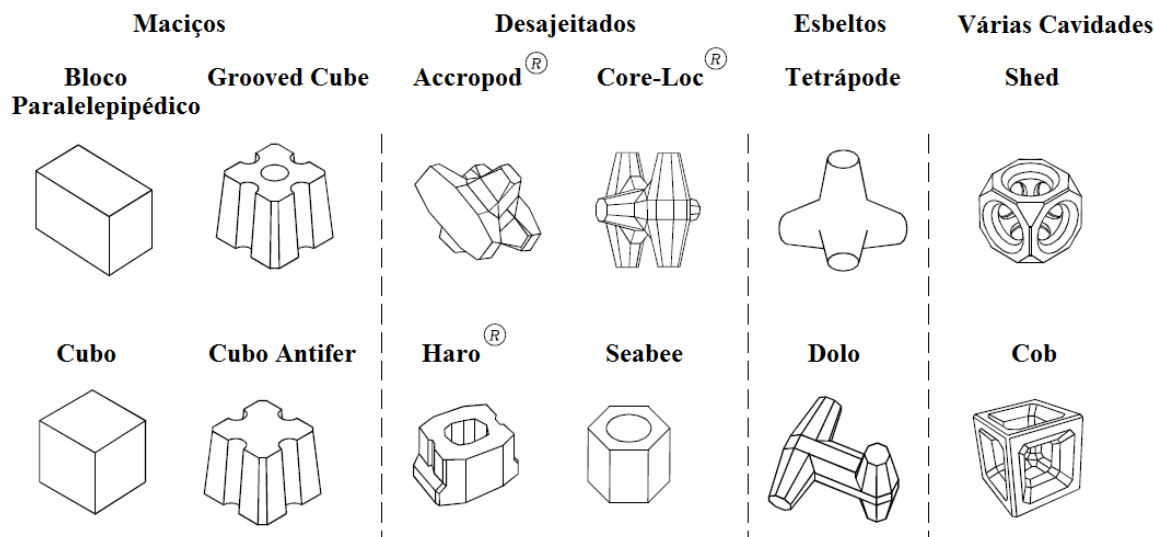 Maciços Desajeitados Esbeltos Várias Cavidades
Bloco Paralelepipédico Grooved Cube Accropod ® Core-Loc ® Tetrápode Shed
Cubo Cubo Antifer Haro ® Seabee Dolo Cob